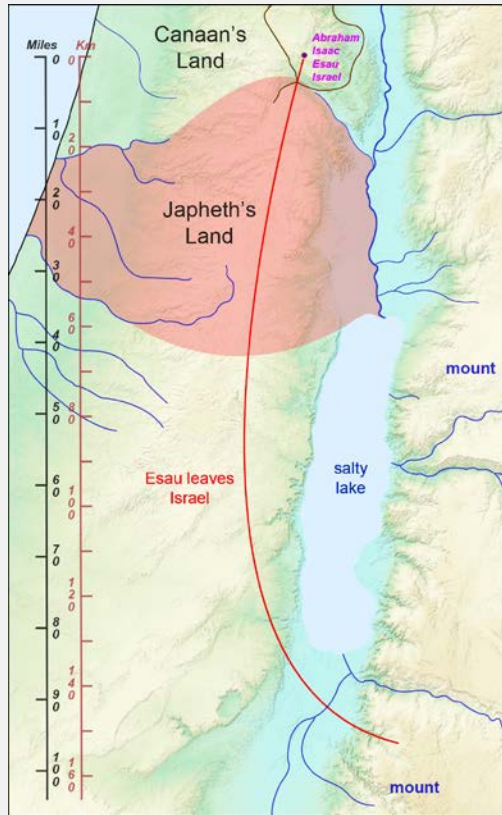 Miles
Km
0
0
10
20
20
40
30
60
40
80
50
60
100
70
120
80
140
90
100
160
Canaan's
Land
Abraham
Isaac
Esau
Israel
Japheth's
Land
mount
Esau leaves
Israel
salty
lake
mount